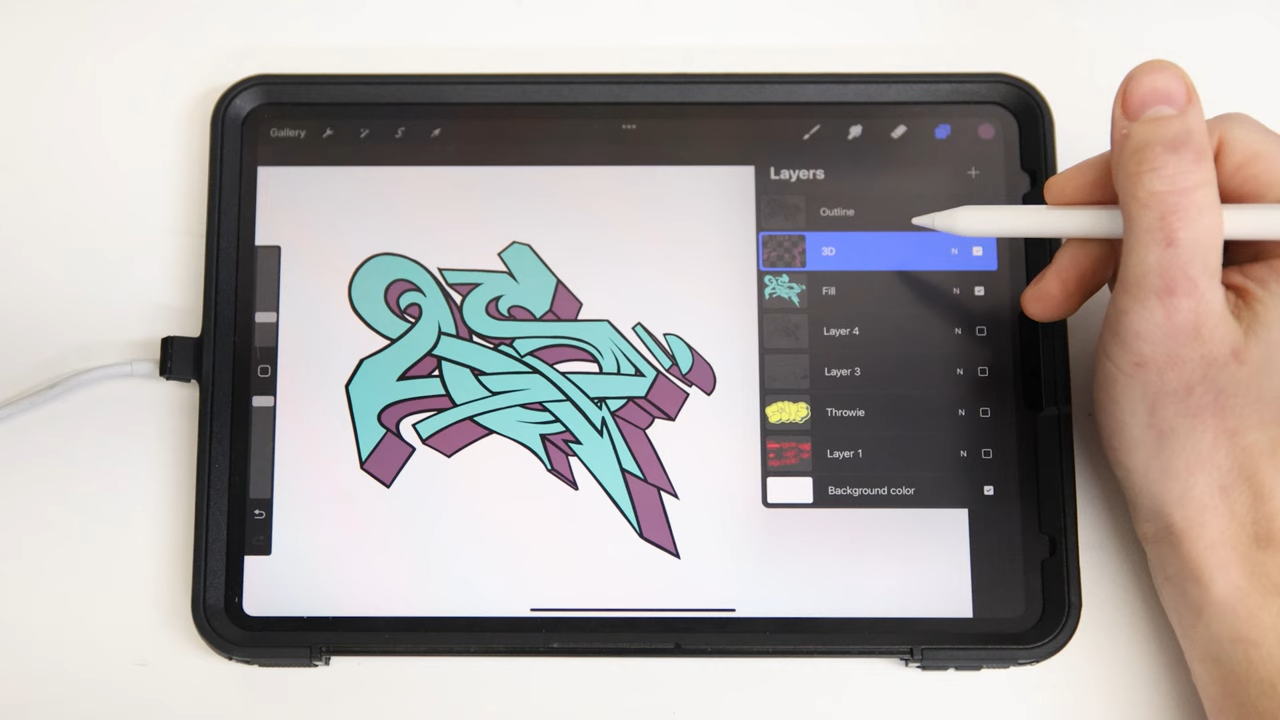 Gallery
Layers
Outline
3D N
Fill N
Layer 4 N
Layer 3 N
Throwie N
Layer 1 N
Background color